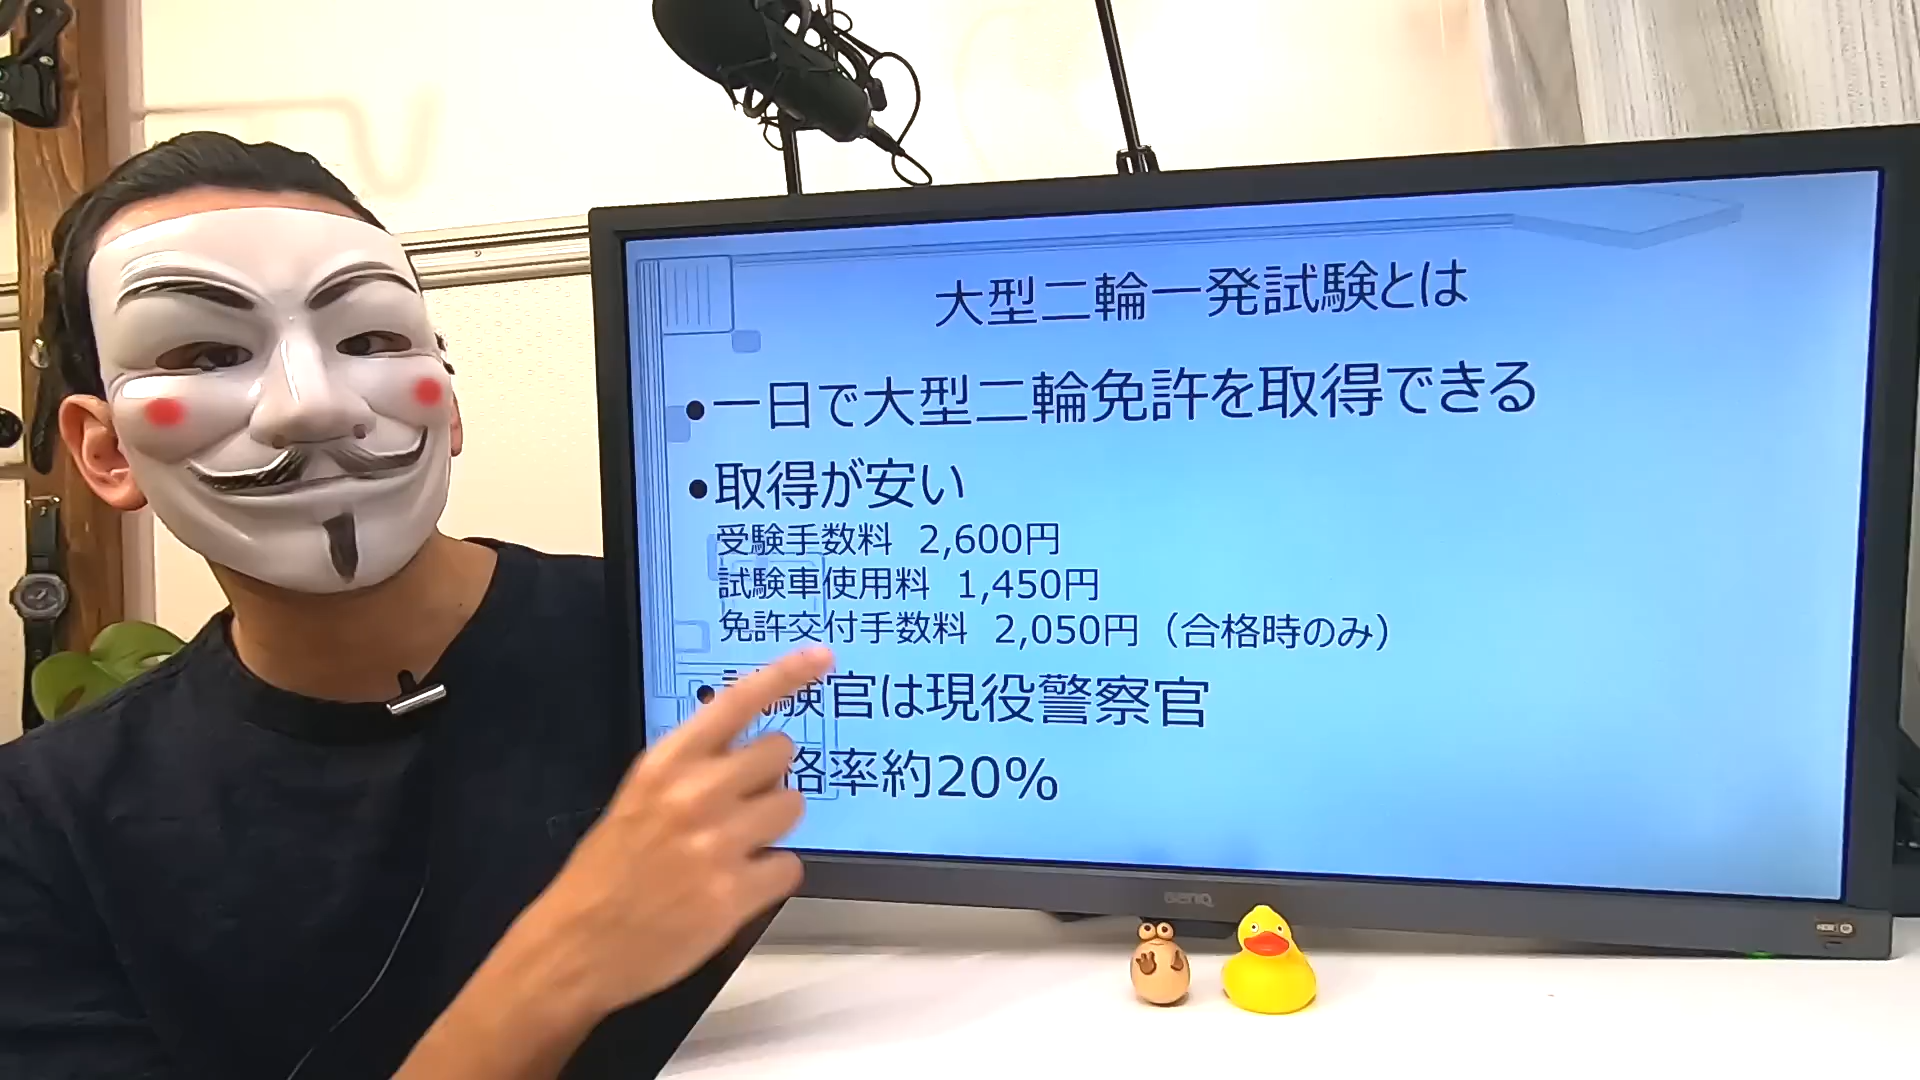 大型二輪一発試験とは
•一日で大型二輪免許を取得できる
•取得が安い
受験手数料 2,600円
試験車使用料 1,450円
免許交付手数料 2,050円（合格時のみ）
•試験官は現役警察官
格率約20%
BenQ